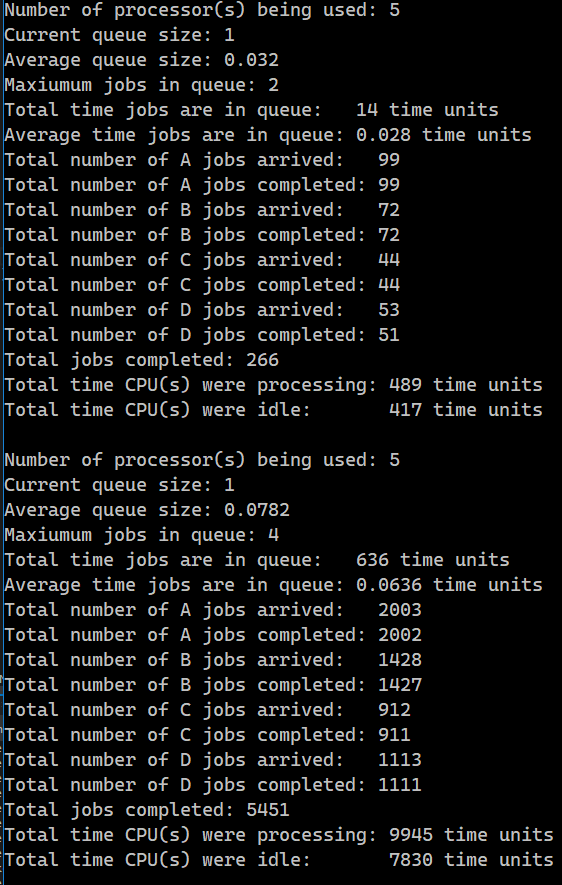 Number of processor(s) being used: 5
Current queue size: 1
Average queue size: 0.032
Maxiumum jobs in queue: 2
Total time jobs are in queue:   14 time units
Average time jobs are in queue: 0.028 time units
Total number of A jobs arrived:   99
Total number of A jobs completed: 99
Total number of B jobs arrived:   72
Total number of B jobs completed: 72
Total number of C jobs arrived:   44
Total number of C jobs completed: 44
Total number of D jobs arrived:   53
Total number of D jobs completed: 51
Total jobs completed: 266
Total time CPU(s) were processing: 489 time units
Total time CPU(s) were idle:       417 time units

Number of processor(s) being used: 5
Current queue size: 1
Average queue size: 0.0782
Maxiumum jobs in queue: 4
Total time jobs are in queue:   636 time units
Average time jobs are in queue: 0.0636 time units
Total number of A jobs arrived:   2003
Total number of A jobs completed: 2002
Total number of B jobs arrived:   1428
Total number of B jobs completed: 1427
Total number of C jobs arrived:   912
Total number of C jobs completed: 911
Total number of D jobs arrived:   1113
Total number of D jobs completed: 1111
Total jobs completed: 5451
Total time CPU(s) were processing: 9945 time units
Total time CPU(s) were idle:       7830 time units